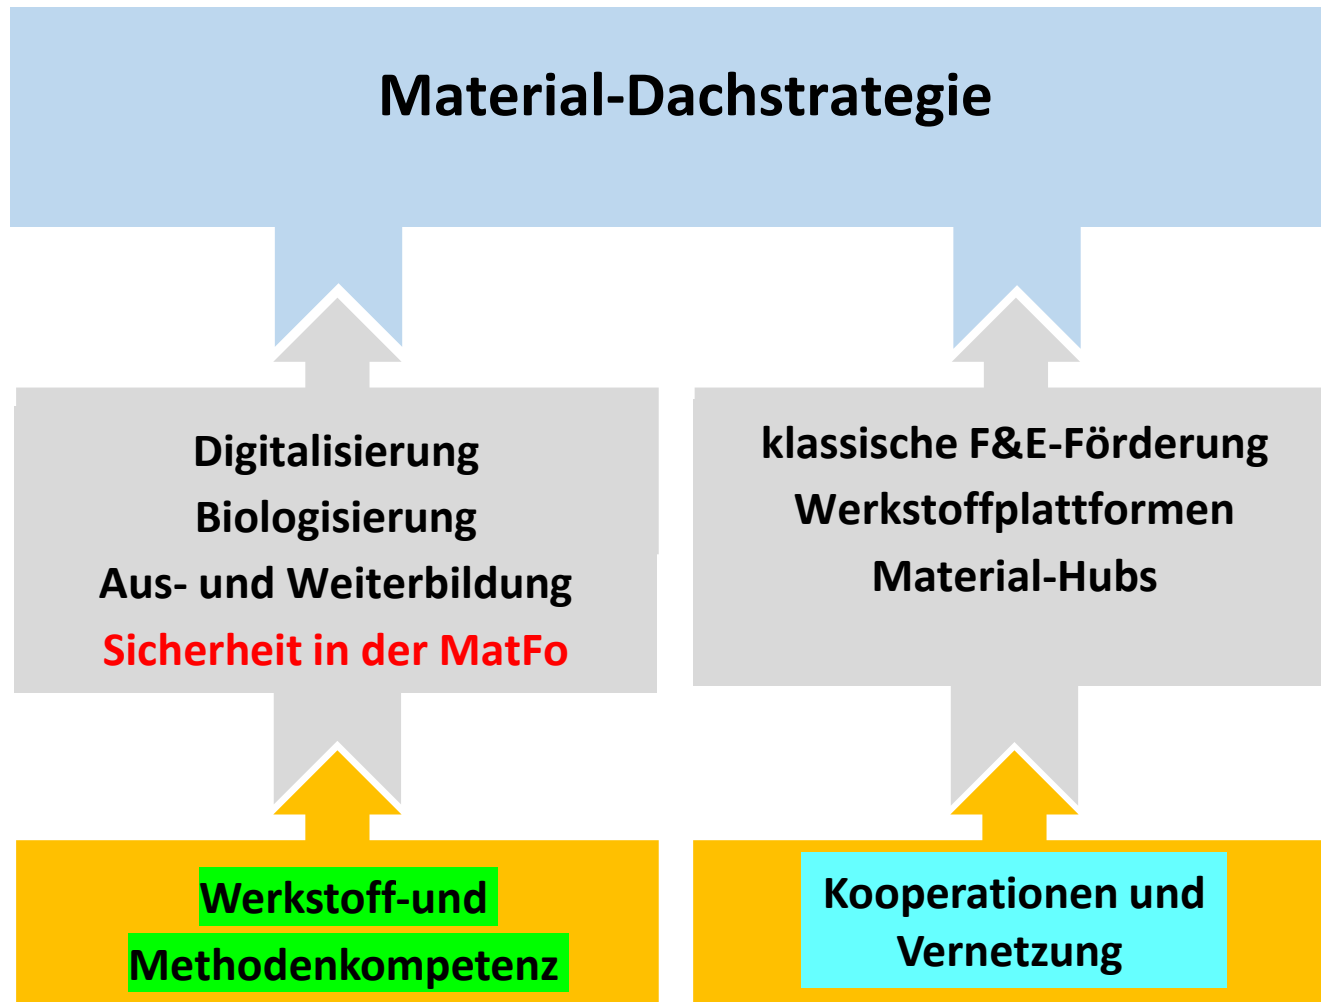 Material-Dachstrategie
Digitalisierung
Biologisierung
Aus- und Weiterbildung
Sicherheit in der MatFo
klassische F&E-Förderung
Werkstoffplattformen
Material-Hubs
Werkstoff-und
Methodenkompetenz
Kooperationen und
Vernetzung